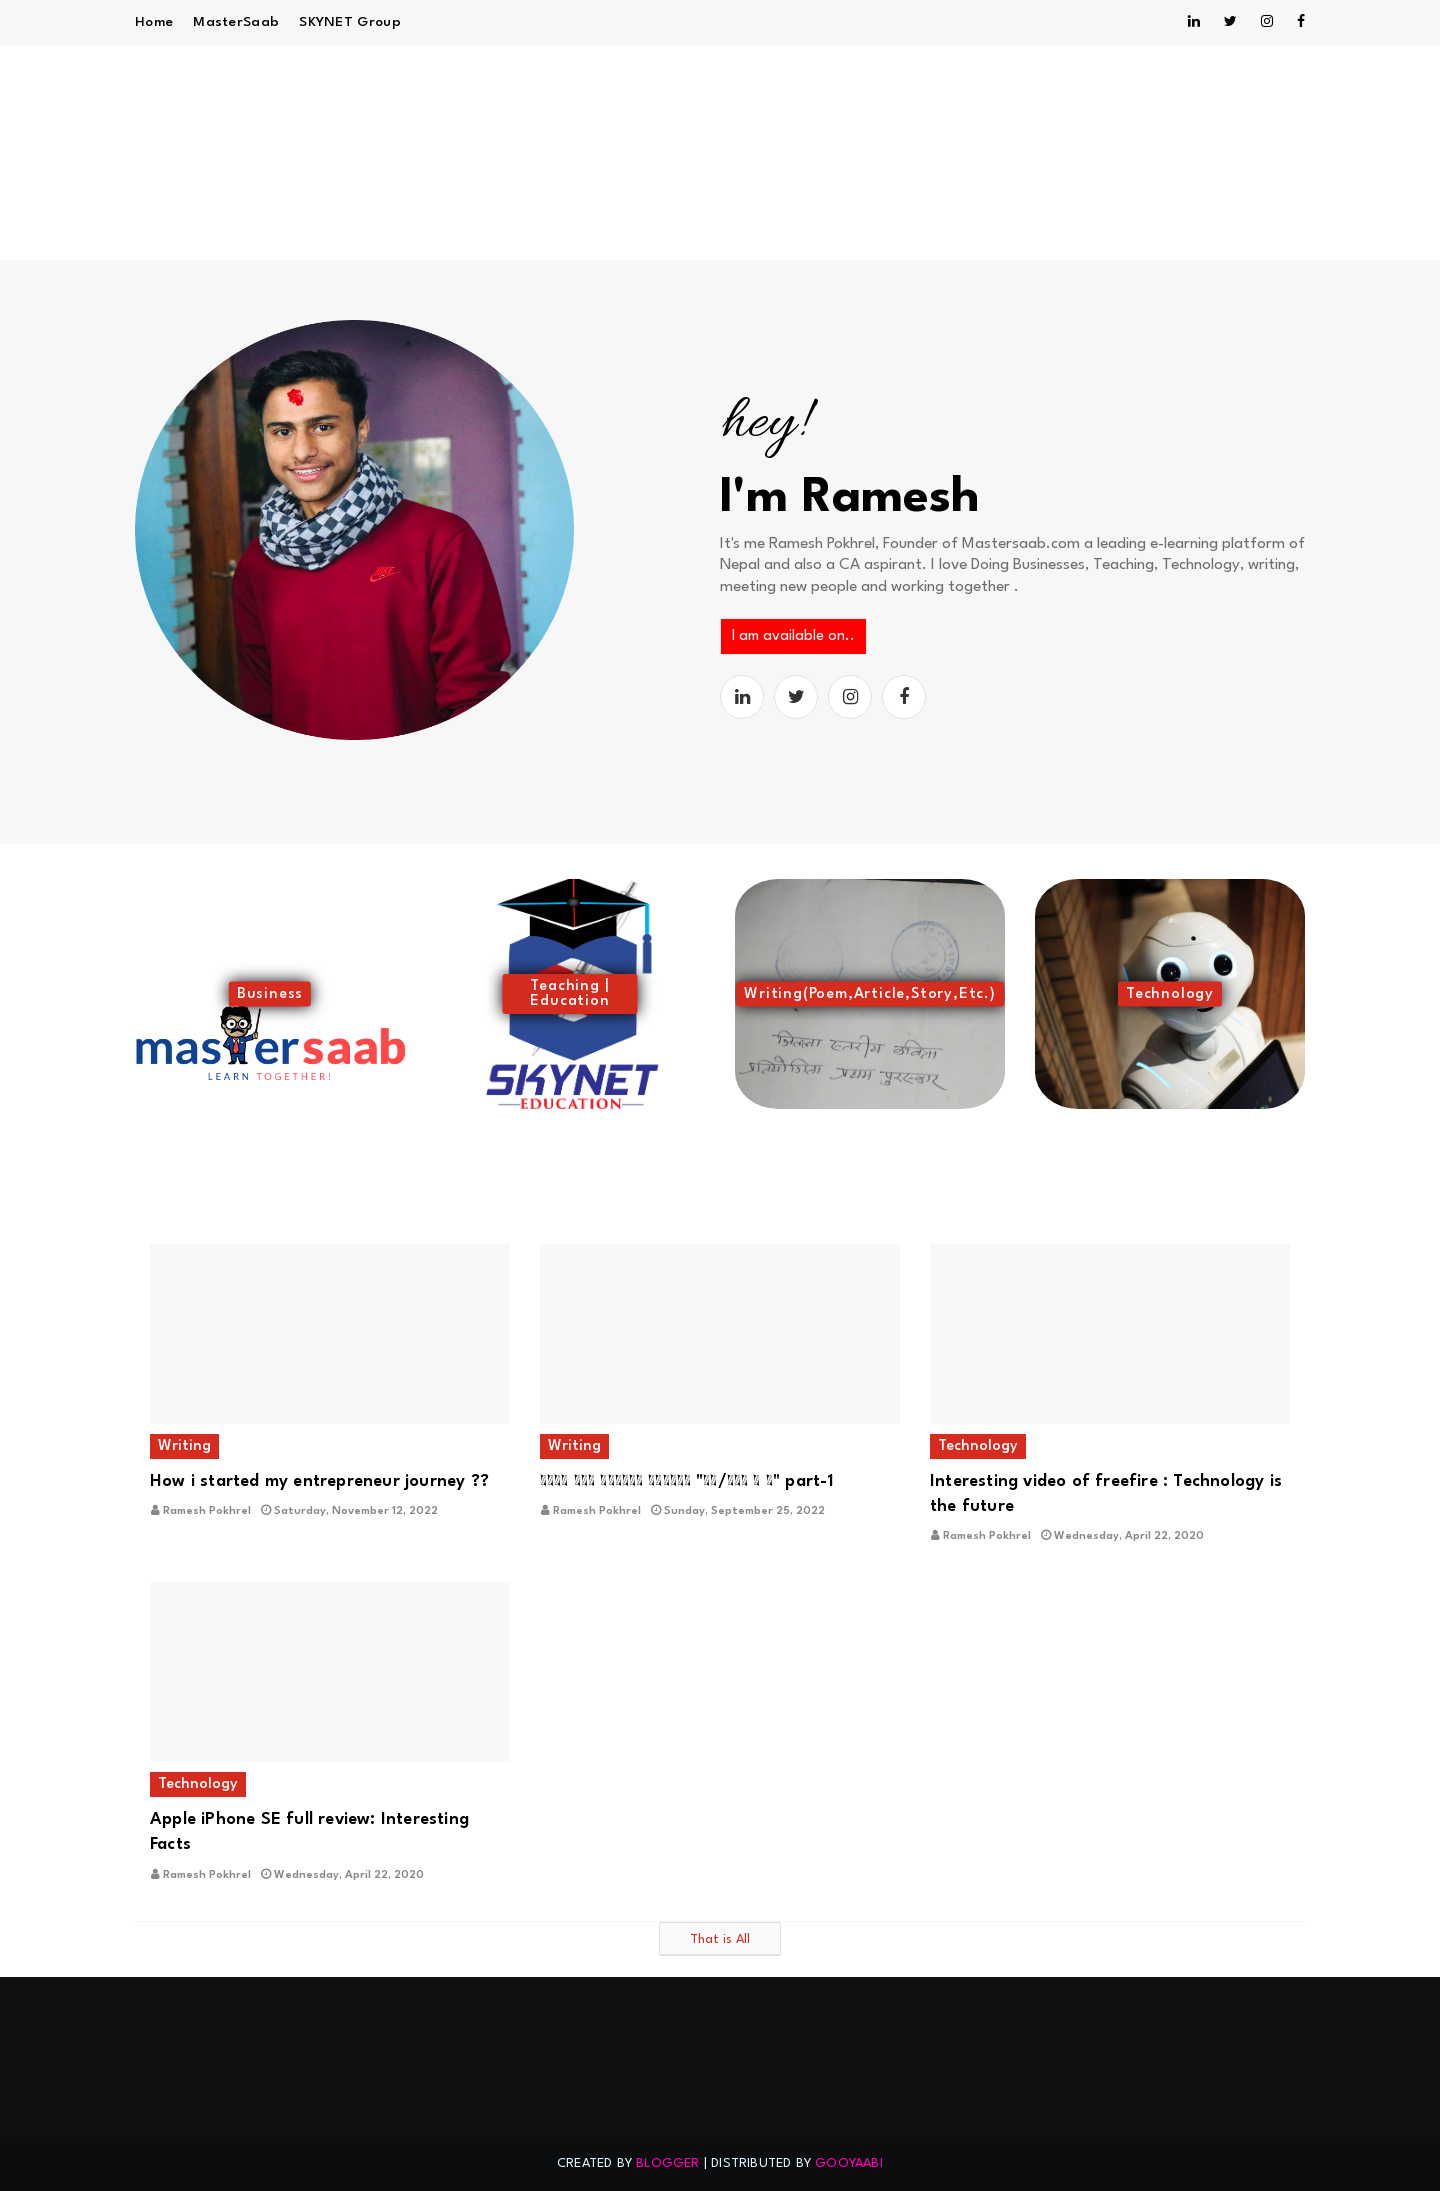 Home MasterSaab SKYNET Group
hey!
I'm Ramesh
It's me Ramesh Pokhrel, Founder of Mastersaab.com a leading e-learning platform of
Nepal and also a CA aspirant. I love Doing Businesses, Teaching, Technology, writing,
meeting new people and working together .
I am available on..
NIKE
Business
mastersaab
LEARN TOGETHER!
Teaching |
Education
SKYNET
EDUCATION
Writing(Poem,Article,Story,Etc.)
जिल्ला स्तरीय कविता
प्रतियोगिता प्रथम पुरस्कार
Technology
Writing
How i started my entrepreneur journey ??
Ramesh Pokhrel Saturday, November 12, 2022
Writing
part-1
Ramesh Pokhrel Sunday, September 25, 2022
Technology
Interesting video of freefire : Technology is
the future
Ramesh Pokhrel Wednesday, April 22, 2020
Technology
Apple iPhone SE full review: Interesting
Facts
Ramesh Pokhrel Wednesday, April 22, 2020
That is All
CREATED BY BLOGGER | DISTRIBUTED BY GOOYAABI